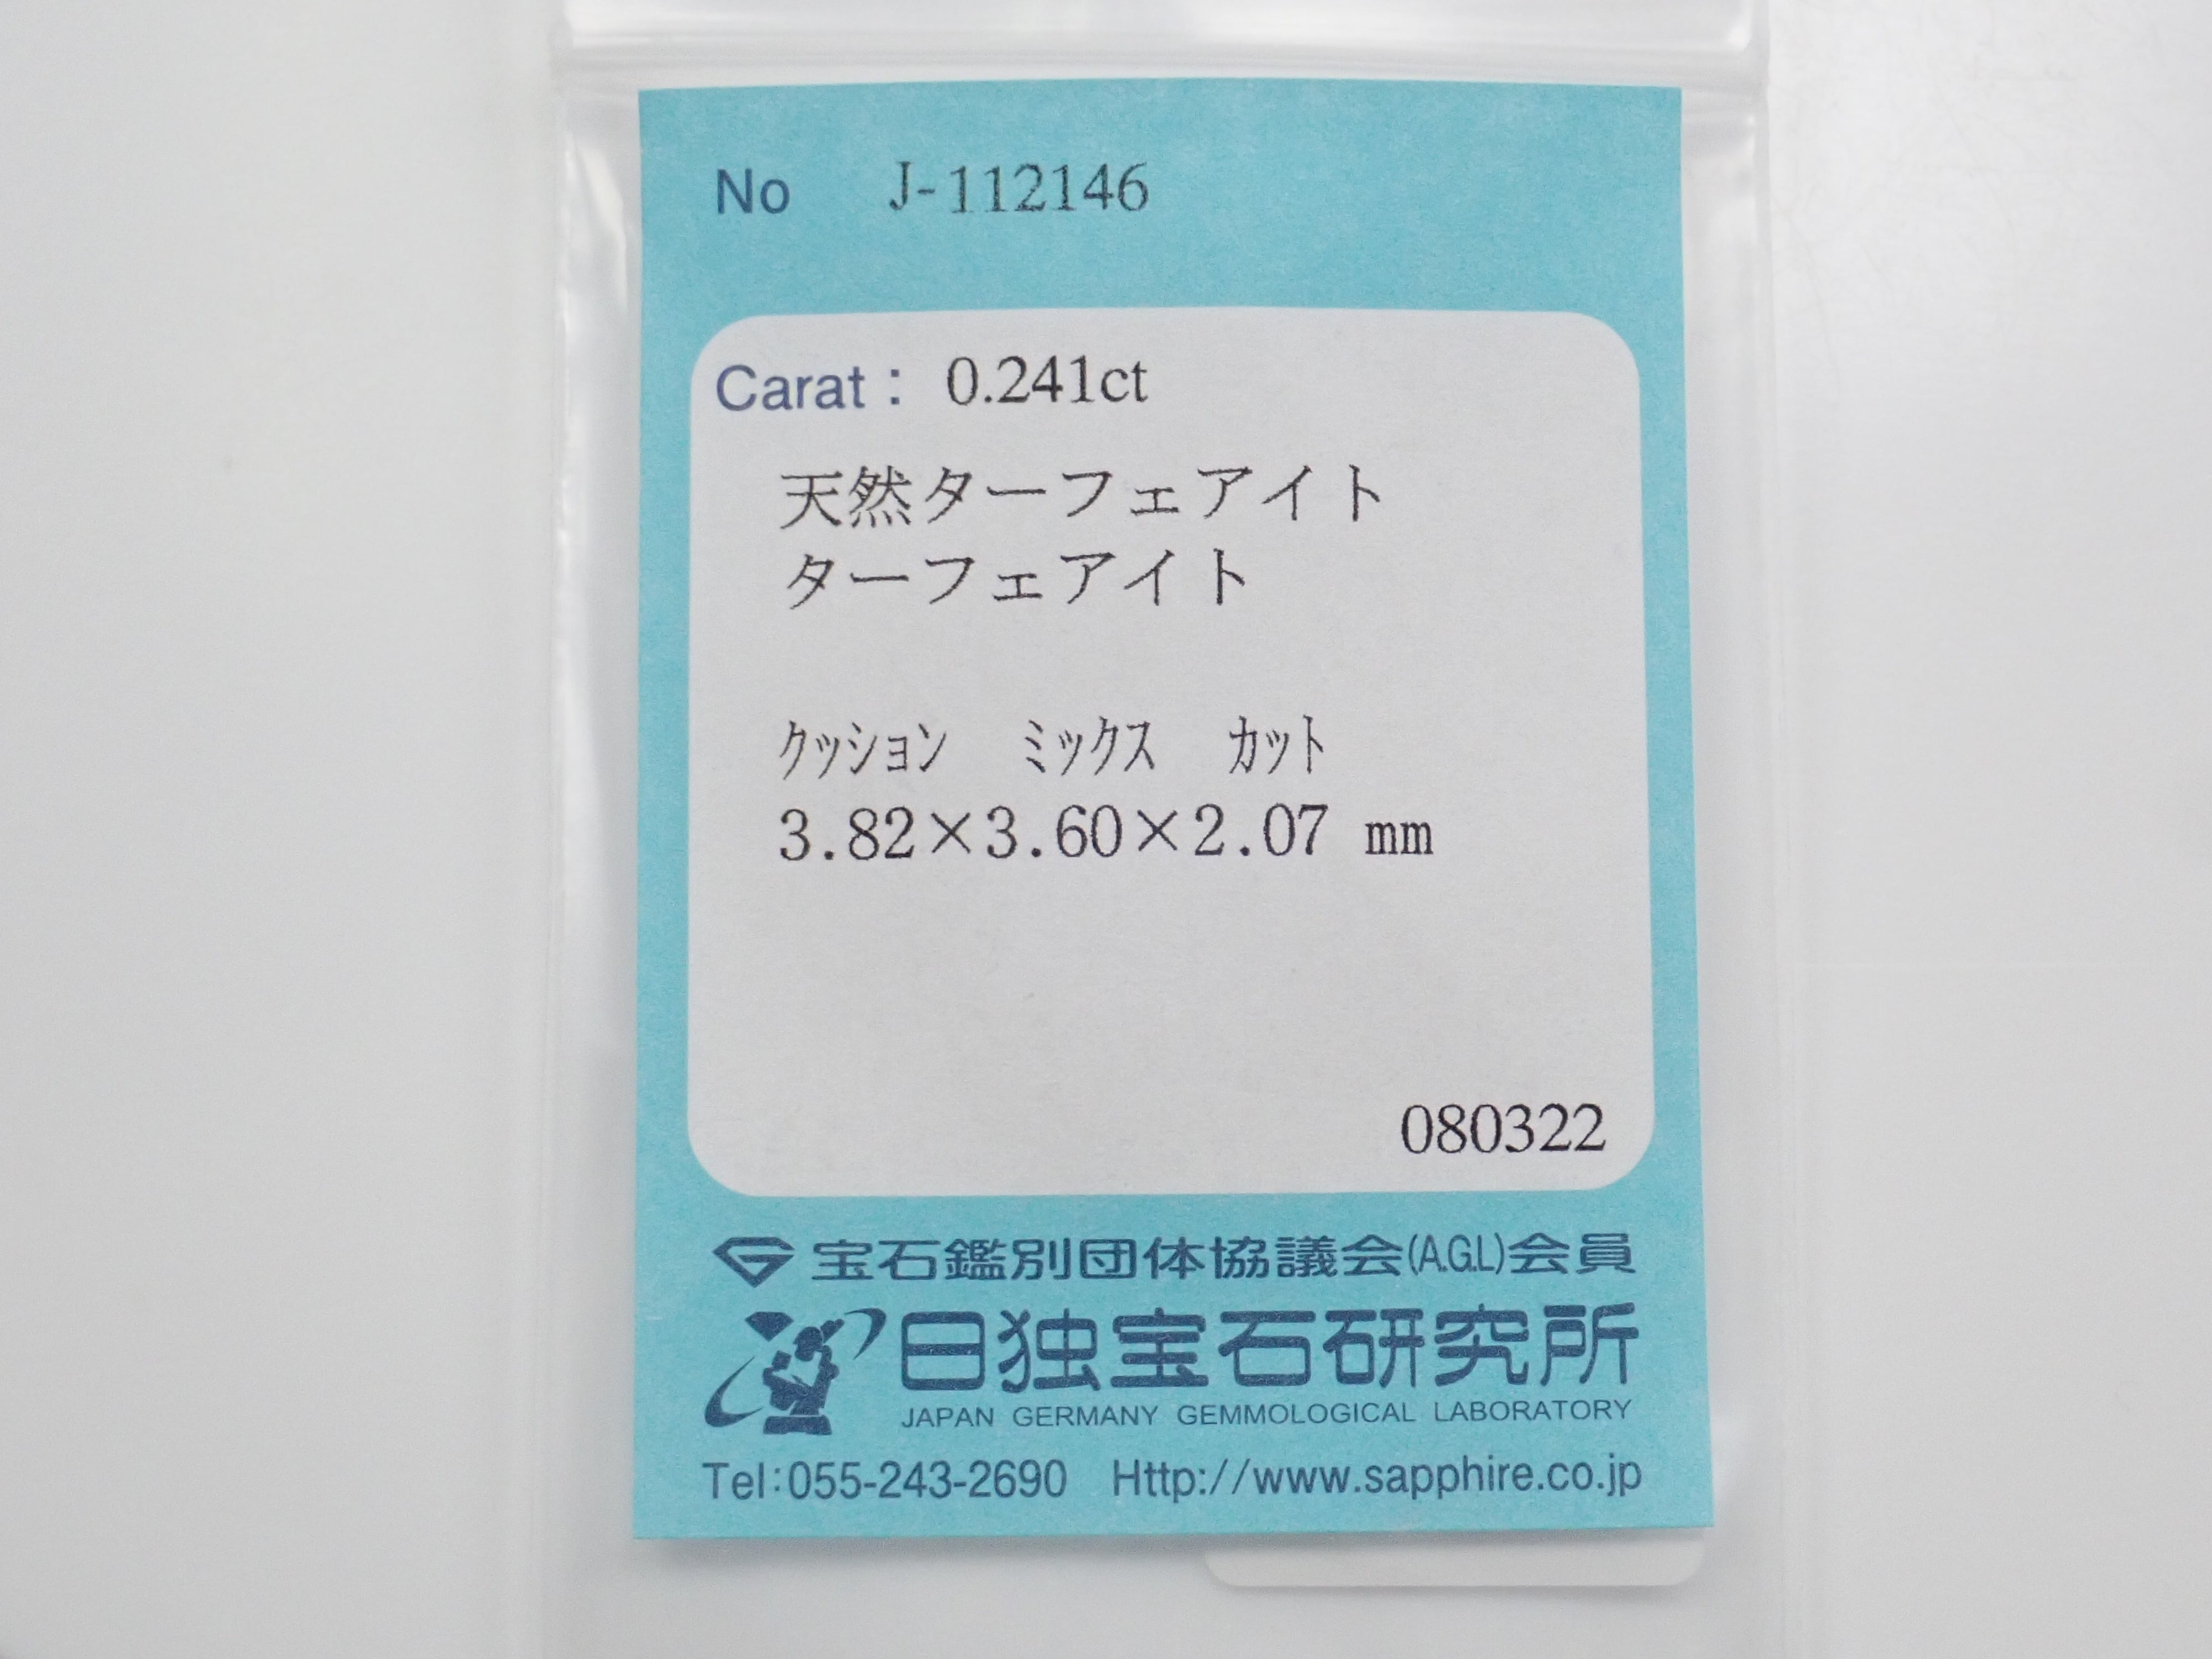 No J-112146
Carat : 0.241ct
天然ターフェアイト
ターフェアイト
ｸｯｼｮﾝ ﾐｯｸｽ ｶｯﾄ
3.82×3.60×2.07 mm
080322
宝石鑑別団体協議会(A.G.L)会員
日独宝石研究所
JAPAN GERMANY GEMMOLOGICAL LABORATORY
Tel:055-243-2690 Http://www.sapphire.co.jp